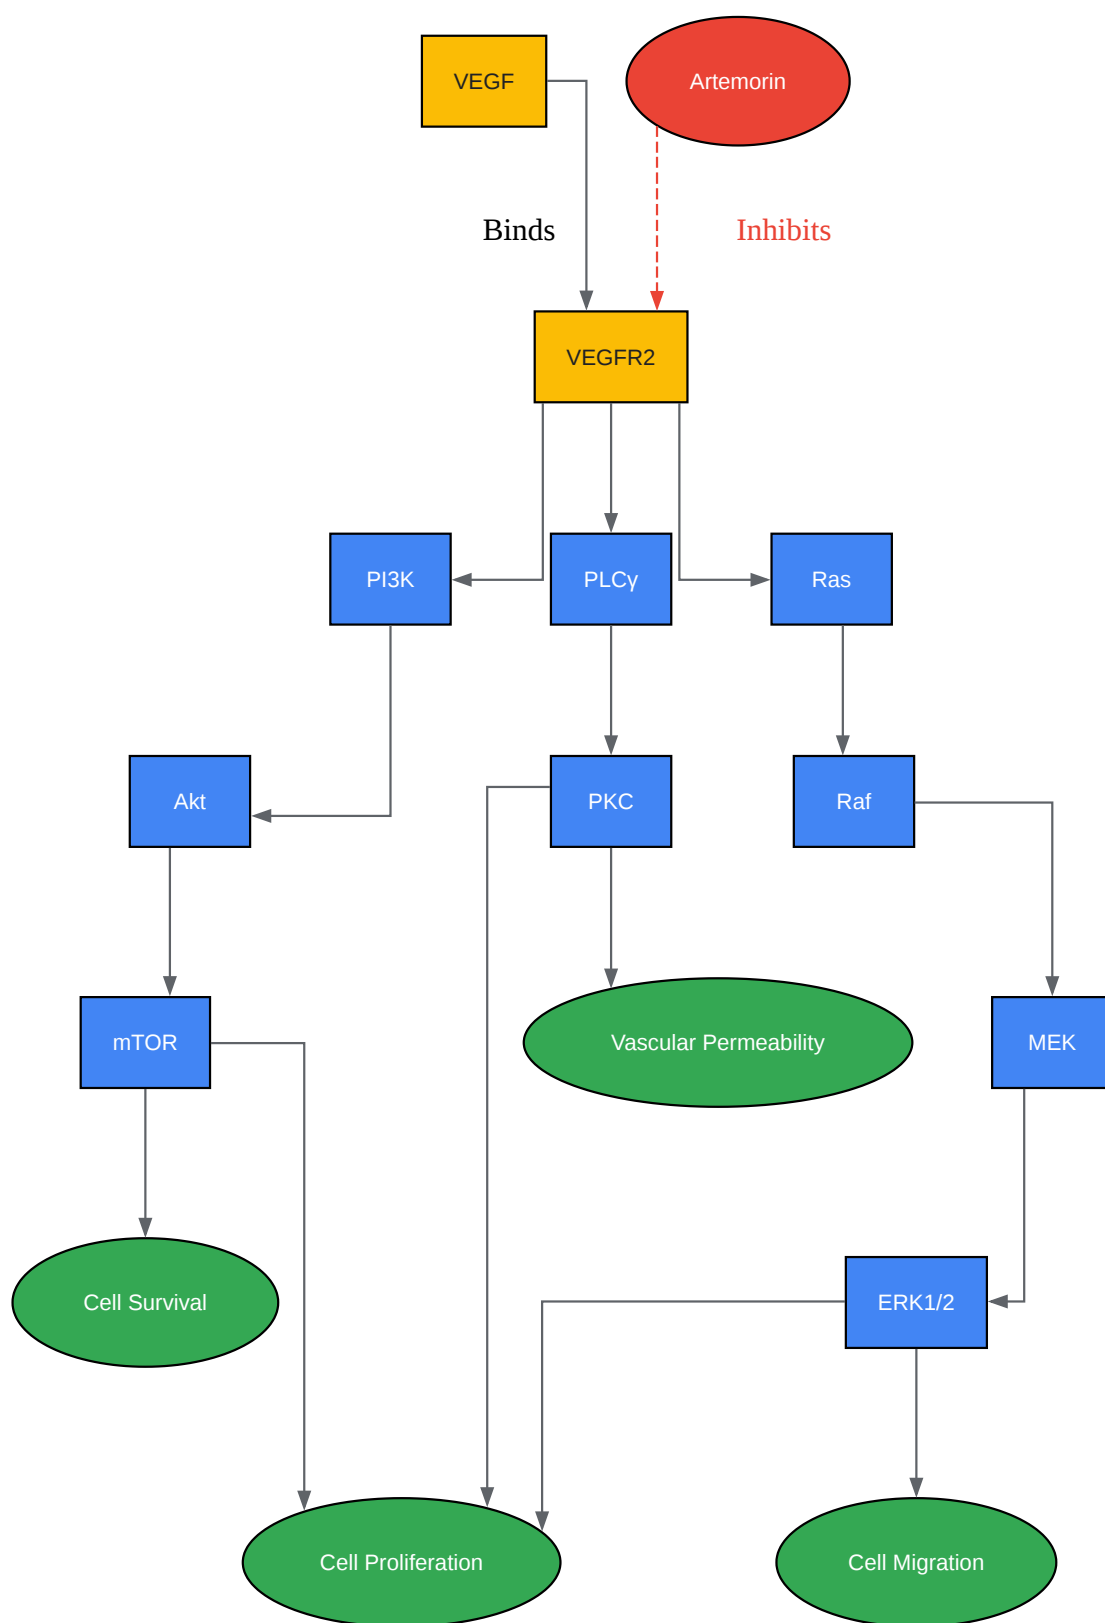 VEGF
Artemorin
Binds
Inhibits
VEGFR2
PI3K
PLCγ
Ras
Akt
PKC
Raf
mTOR
Vascular Permeability
MEK
Cell Survival
ERK1/2
Cell Proliferation
Cell Migration